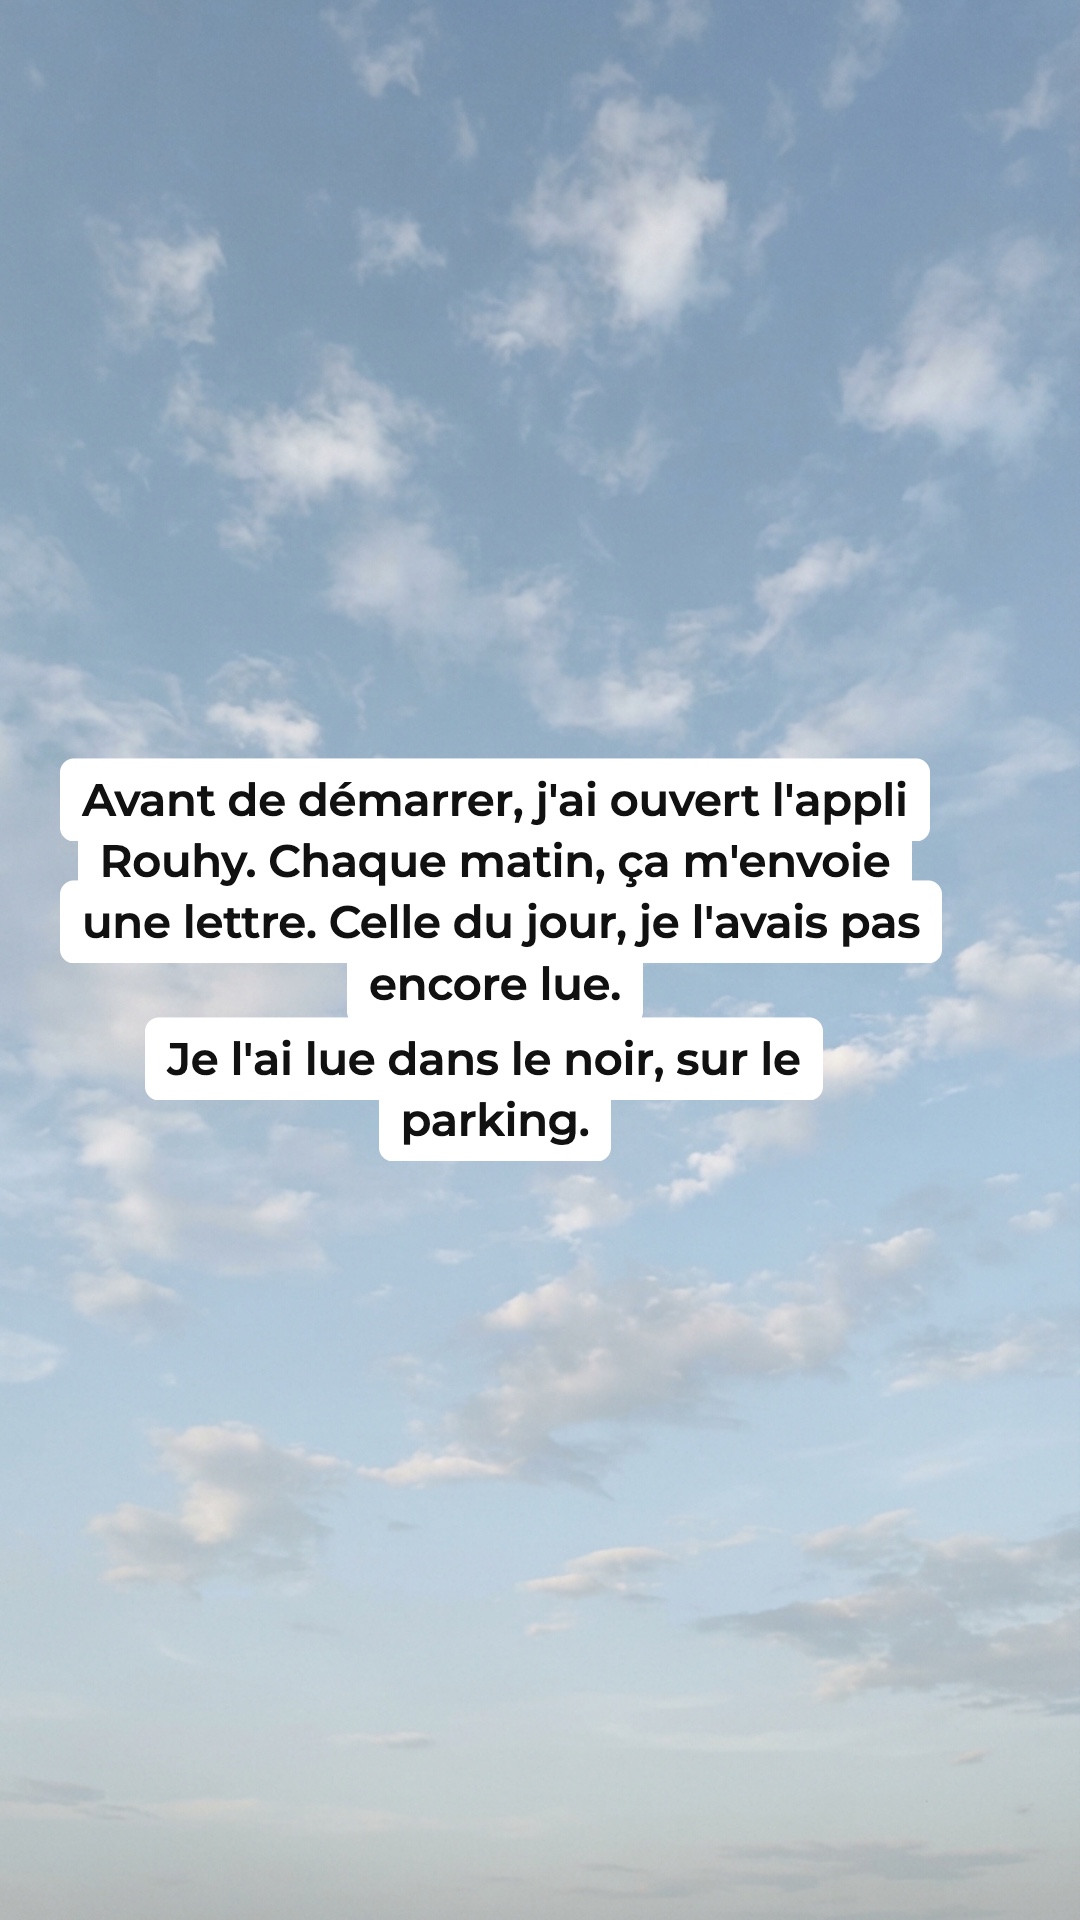 Avant de démarrer, j'ai ouvert l'appli
Rouhy. Chaque matin, ça m'envoie
une lettre. Celle du jour, je l'avais pas
encore lue.
Je l'ai lue dans le noir, sur le
parking.